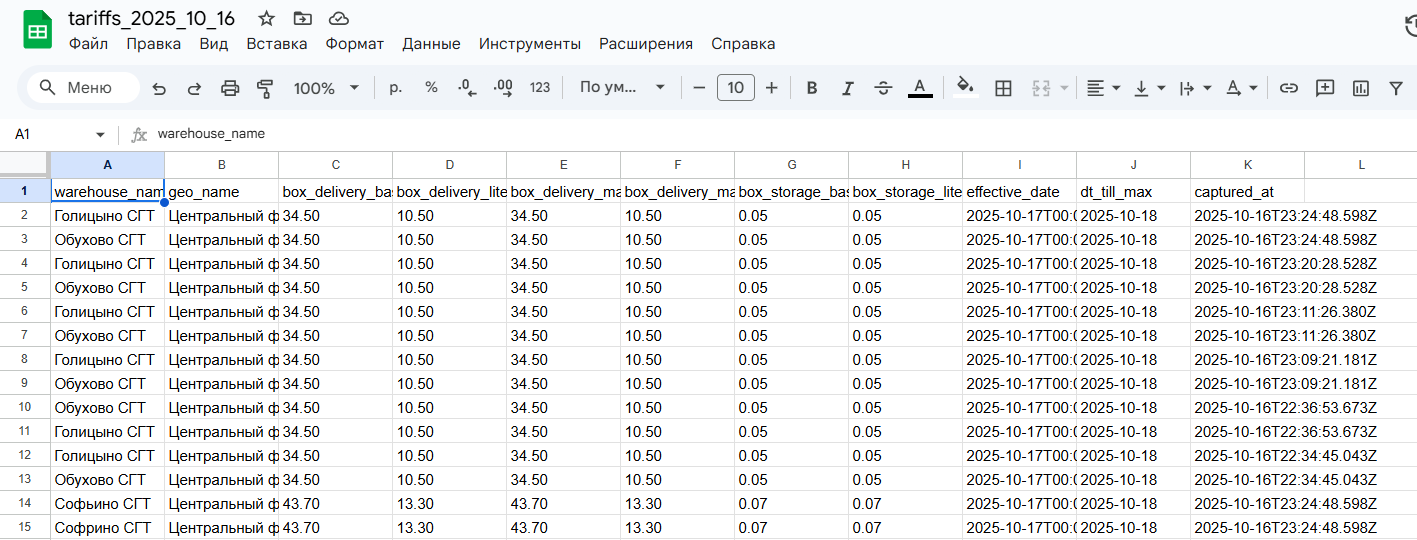 tariffs_2025_10_16
Файл Правка Вид Вставка Формат Данные Инструменты Расширения Справка
Меню 100% р. % .0 .00 123 По ум... 10 B I S A A
A1 fx warehouse_name
A B C D E F G H I J K L
1 warehouse_nam geo_name box_delivery_bas box_delivery_lite box_delivery_ma box_delivery_ma box_storage_bas box_storage_lite effective_date dt_till_max captured_at
2 Голицыно СГТ Центральный ф 34.50 10.50 34.50 10.50 0.05 0.05 2025-10-17T00:0 2025-10-18 2025-10-16T23:24:48.598Z
3 Обухово СГТ Центральный ф 34.50 10.50 34.50 10.50 0.05 0.05 2025-10-17T00:0 2025-10-18 2025-10-16T23:24:48.598Z
4 Голицыно СГТ Центральный ф 34.50 10.50 34.50 10.50 0.05 0.05 2025-10-17T00:0 2025-10-18 2025-10-16T23:20:28.528Z
5 Обухово СГТ Центральный ф 34.50 10.50 34.50 10.50 0.05 0.05 2025-10-17T00:0 2025-10-18 2025-10-16T23:20:28.528Z
6 Голицыно СГТ Центральный ф 34.50 10.50 34.50 10.50 0.05 0.05 2025-10-17T00:0 2025-10-18 2025-10-16T23:11:26.380Z
7 Обухово СГТ Центральный ф 34.50 10.50 34.50 10.50 0.05 0.05 2025-10-17T00:0 2025-10-18 2025-10-16T23:11:26.380Z
8 Голицыно СГТ Центральный ф 34.50 10.50 34.50 10.50 0.05 0.05 2025-10-17T00:0 2025-10-18 2025-10-16T23:09:21.181Z
9 Обухово СГТ Центральный ф 34.50 10.50 34.50 10.50 0.05 0.05 2025-10-17T00:0 2025-10-18 2025-10-16T23:09:21.181Z
10 Обухово СГТ Центральный ф 34.50 10.50 34.50 10.50 0.05 0.05 2025-10-17T00:0 2025-10-18 2025-10-16T22:36:53.673Z
11 Голицыно СГТ Центральный ф 34.50 10.50 34.50 10.50 0.05 0.05 2025-10-17T00:0 2025-10-18 2025-10-16T22:36:53.673Z
12 Голицыно СГТ Центральный ф 34.50 10.50 34.50 10.50 0.05 0.05 2025-10-17T00:0 2025-10-18 2025-10-16T22:34:45.043Z
13 Обухово СГТ Центральный ф 34.50 10.50 34.50 10.50 0.05 0.05 2025-10-17T00:0 2025-10-18 2025-10-16T22:34:45.043Z
14 Софьино СГТ Центральный ф 43.70 13.30 43.70 13.30 0.07 0.07 2025-10-17T00:0 2025-10-18 2025-10-16T23:24:48.598Z
15 Софрино СГТ Центральный ф 43.70 13.30 43.70 13.30 0.07 0.07 2025-10-17T00:0 2025-10-18 2025-10-16T23:24:48.598Z